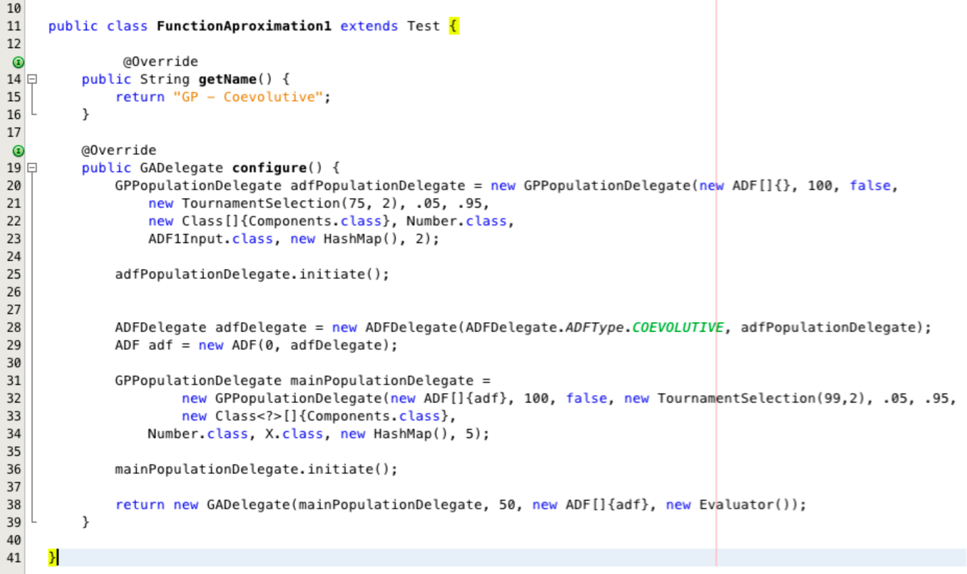 10
11 public class FunctionAproximation1 extends Test {
12
@Override
14 public String getName() {
15 return "GP – Coevolutive";
16 }
17
@Override
19 public GADelegate configure() {
20 GPPopulationDelegate adfPopulationDelegate = new GPPopulationDelegate(new ADF[]{}, 100, false,
21 new TournamentSelection(75, 2), .05, .95,
22 new Class[]{Components.class}, Number.class,
23 ADF1Input.class, new HashMap(), 2);
24
25 adfPopulationDelegate.initiate();
26
27
28 ADFDelegate adfDelegate = new ADFDelegate(ADFDelegate.ADFType.COEVOLUTIVE, adfPopulationDelegate);
29 ADF adf = new ADF(0, adfDelegate);
30
31 GPPopulationDelegate mainPopulationDelegate =
32 new GPPopulationDelegate(new ADF[]{adf}, 100, false, new TournamentSelection(99,2), .05, .95,
33 new Class<?>[]{Components.class},
34 Number.class, X.class, new HashMap(), 5);
35
36 mainPopulationDelegate.initiate();
37
38 return new GADelegate(mainPopulationDelegate, 50, new ADF[]{adf}, new Evaluator());
39 }
40
41 }